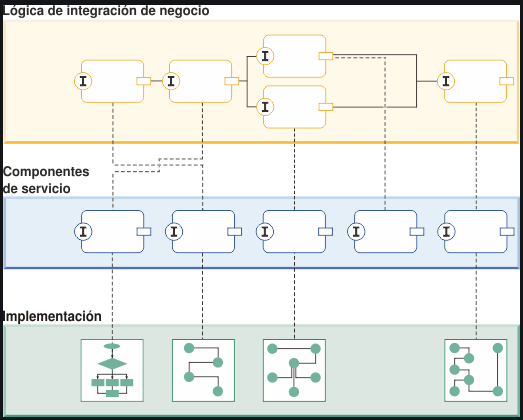 Lógica de integración de negocio
I
I
I
I
I
Componentes
de servicio
I
I
I
I
I
Implementación